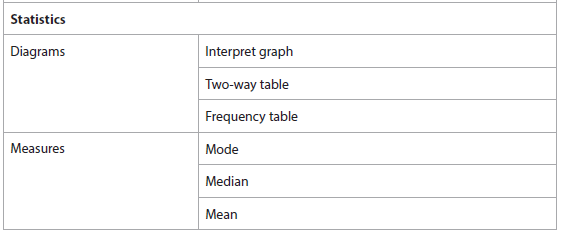 Statistics
Diagrams
Interpret graph
Two-way table
Frequency table
Measures
Mode
Median
Mean